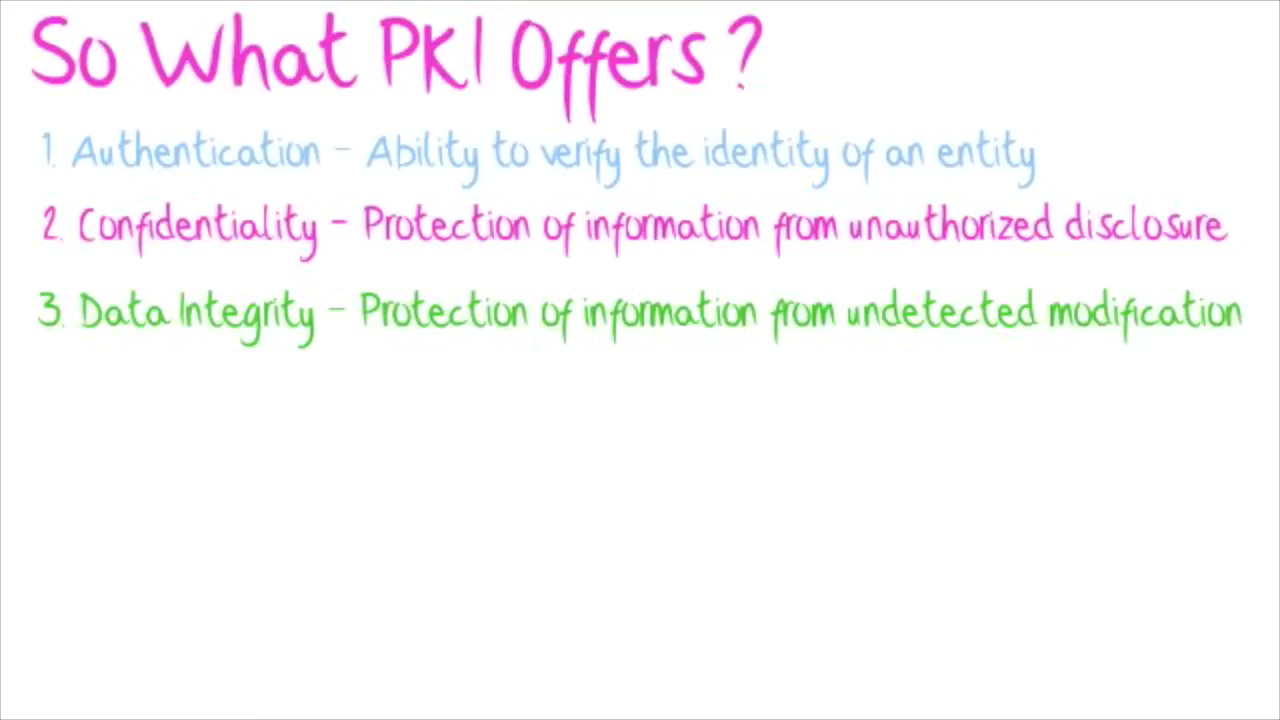 So What PKI Offers?
1. Authentication - Ability to verify the identity of an entity
2. Confidentiality - Protection of information from unauthorized disclosure
3. Data Integrity - Protection of information from undetected modification